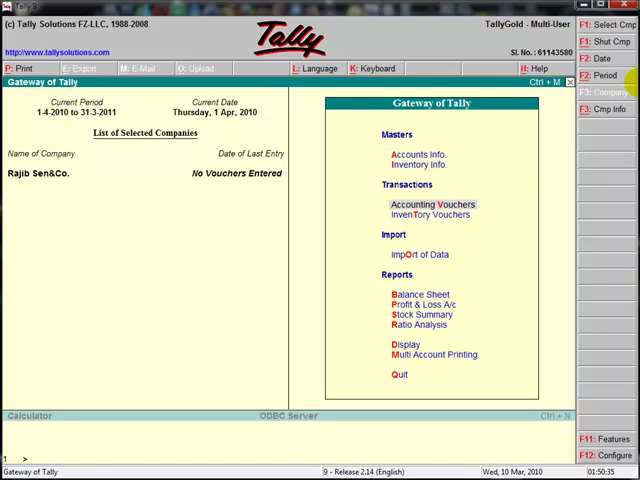 Tally 9
(c) Tally Solutions FZ-LLC, 1988-2008
Tally
TallyGold - Multi-User
http://www.tallysolutions.com
Sl. No.: 61143580
P: Print
E: Export
M: E-Mail
O: Upload
L: Language
K: Keyboard
H: Help
Gateway of Tally
Ctrl + M
Current Period
Current Date
1-4-2010 to 31-3-2011
Thursday, 1 Apr, 2010
List of Selected Companies
Name of Company
Date of Last Entry
Rajib Sen&Co.
No Vouchers Entered
Gateway of Tally
Masters
Accounts Info.
Inventory Info.
Transactions
Accounting Vouchers
InvenTory Vouchers
Import
ImpOrt of Data
Reports
Balance Sheet
Profit & Loss A/c
Stock Summary
Ratio Analysis
Display
Multi Account Printing
Quit
F1: Select Cmp
F1: Shut Cmp
F2: Date
F2: Period
F3: Company
F3: Cmp Info
F11: Features
F12: Configure
Calculator
ODBC Server
Ctrl + N
1 >
Gateway of Tally
9 - Release 2.14 (English)
Wed, 10 Mar, 2010
01:50:35